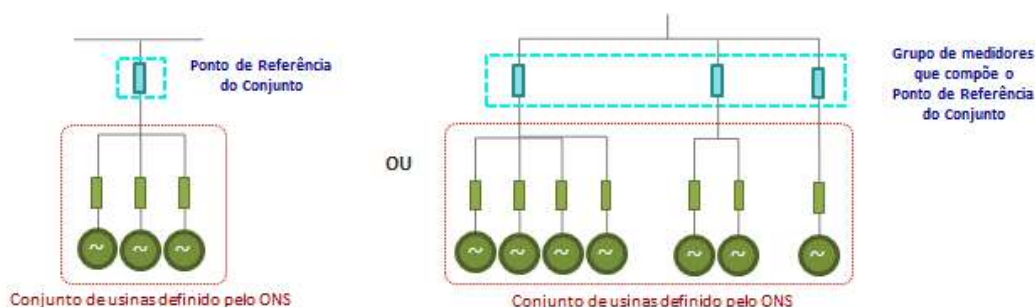 Ponto de Referência
do Conjunto
Grupo de medidores
que compõe o
Ponto de Referência
do Conjunto
OU
~ ~ ~
~ ~ ~ ~ ~ ~ ~
Conjunto de usinas definido pelo ONS
Conjunto de usinas definido pelo ONS